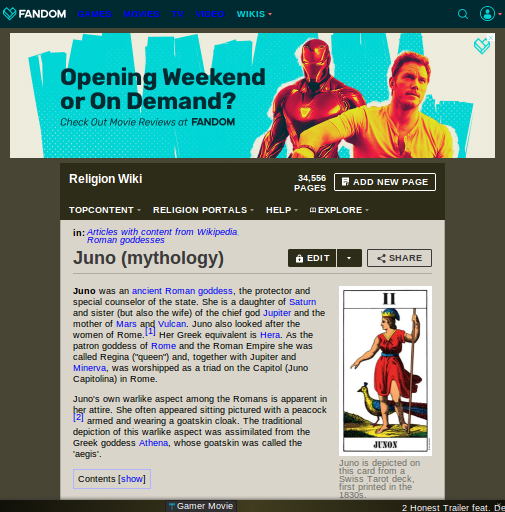 FANDOM GAMES MOVIES TV VIDEO WIKIS
Opening Weekend
or On Demand?
Check Out Movie Reviews at FANDOM
Religion Wiki
34,556
PAGES
ADD NEW PAGE
TOPCONTENT RELIGION PORTALS HELP EXPLORE
in: Articles with content from Wikipedia,
Roman goddesses
Juno (mythology)
EDIT
SHARE
Juno was an ancient Roman goddess, the protector and
special counselor of the state. She is a daughter of Saturn
and sister (but also the wife) of the chief god Jupiter and the
mother of Mars and Vulcan. Juno also looked after the
women of Rome.[1] Her Greek equivalent is Hera. As the
patron goddess of Rome and the Roman Empire she was
called Regina ("queen") and, together with Jupiter and
Minerva, was worshipped as a triad on the Capitol (Juno
Capitolina) in Rome.
Juno's own warlike aspect among the Romans is apparent in
her attire. She often appeared sitting pictured with a peacock
[2] armed and wearing a goatskin cloak. The traditional
depiction of this warlike aspect was assimilated from the
Greek goddess Athena, whose goatskin was called the
'aegis'.
Contents [show]
II
JUNON
Juno is depicted on
this card from a
Swiss Tarot deck,
first printed in the
1830s.
Gamer Movie
2 Honest Trailer feat. De